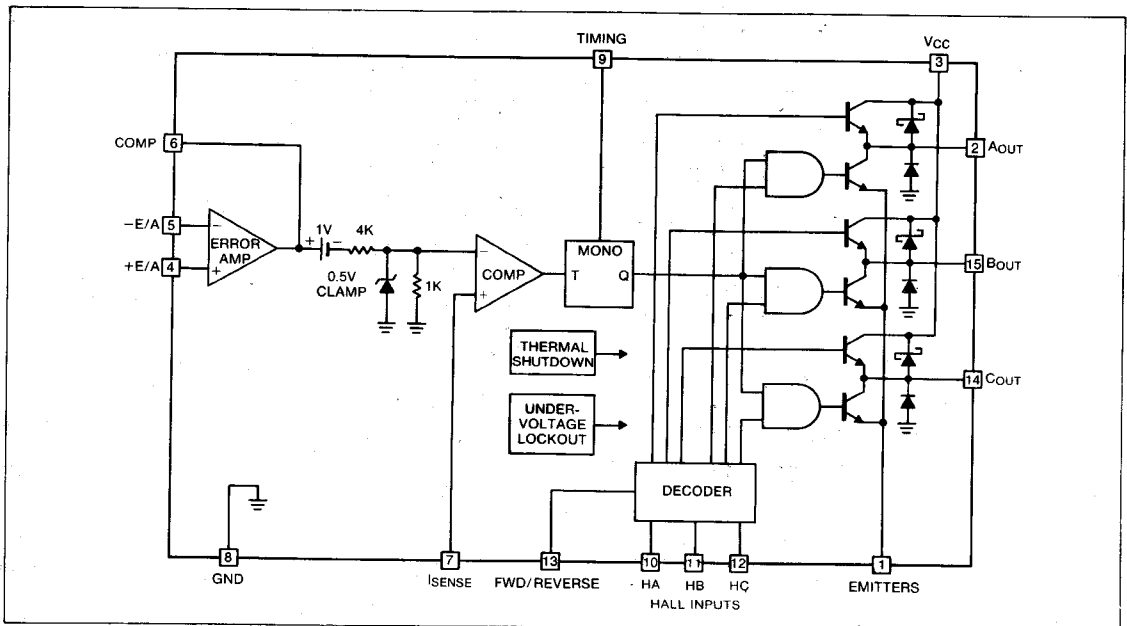 TIMING
9
VCC
3
COMP
6
2
AOUT
-E/A
5
-
ERROR
AMP
+E/A
4
+
+ 1V -
4K
0.5V
CLAMP
1K
-
COMP
+
MONO
T Q
15
BOUT
THERMAL
SHUTDOWN
14
COUT
UNDER-
VOLTAGE
LOCKOUT
DECODER
8
7
13
10
11
12
1
GND
ISENSE
FWD/REVERSE
HA
HB
HC
EMITTERS
HALL INPUTS